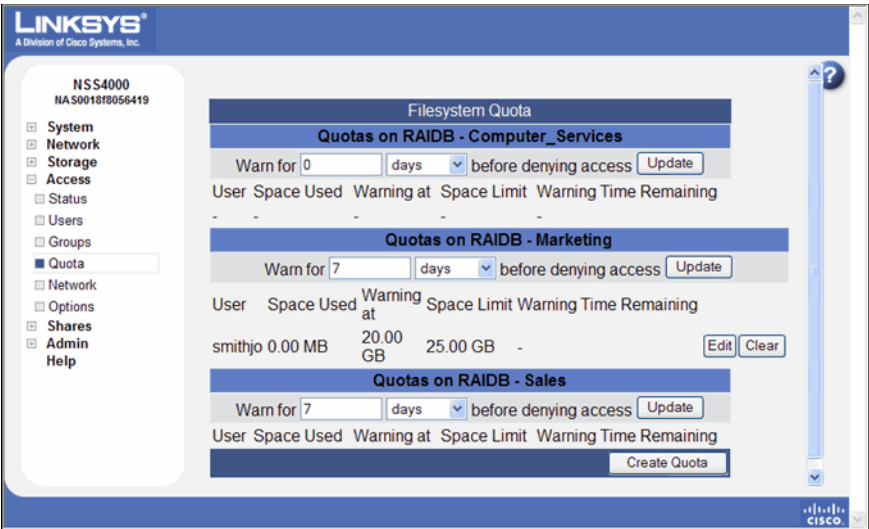 LINKSYS®
A Division of Cisco Systems, Inc.
NSS4000
NAS0018f8056419
System
Network
Storage
Access
Status
Users
Groups
Quota
Network
Options
Shares
Admin
Help
?
Filesystem Quota
Quotas on RAIDB - Computer_Services
Warn for 0 days before denying access Update
User Space Used Warning at Space Limit Warning Time Remaining
- - - - -
Quotas on RAIDB - Marketing
Warn for 7 days before denying access Update
User Space Used Warning at Space Limit Warning Time Remaining
smithjo 0.00 MB 20.00 GB 25.00 GB - Edit Clear
Quotas on RAIDB - Sales
Warn for 7 days before denying access Update
User Space Used Warning at Space Limit Warning Time Remaining
Create Quota
CISCO.